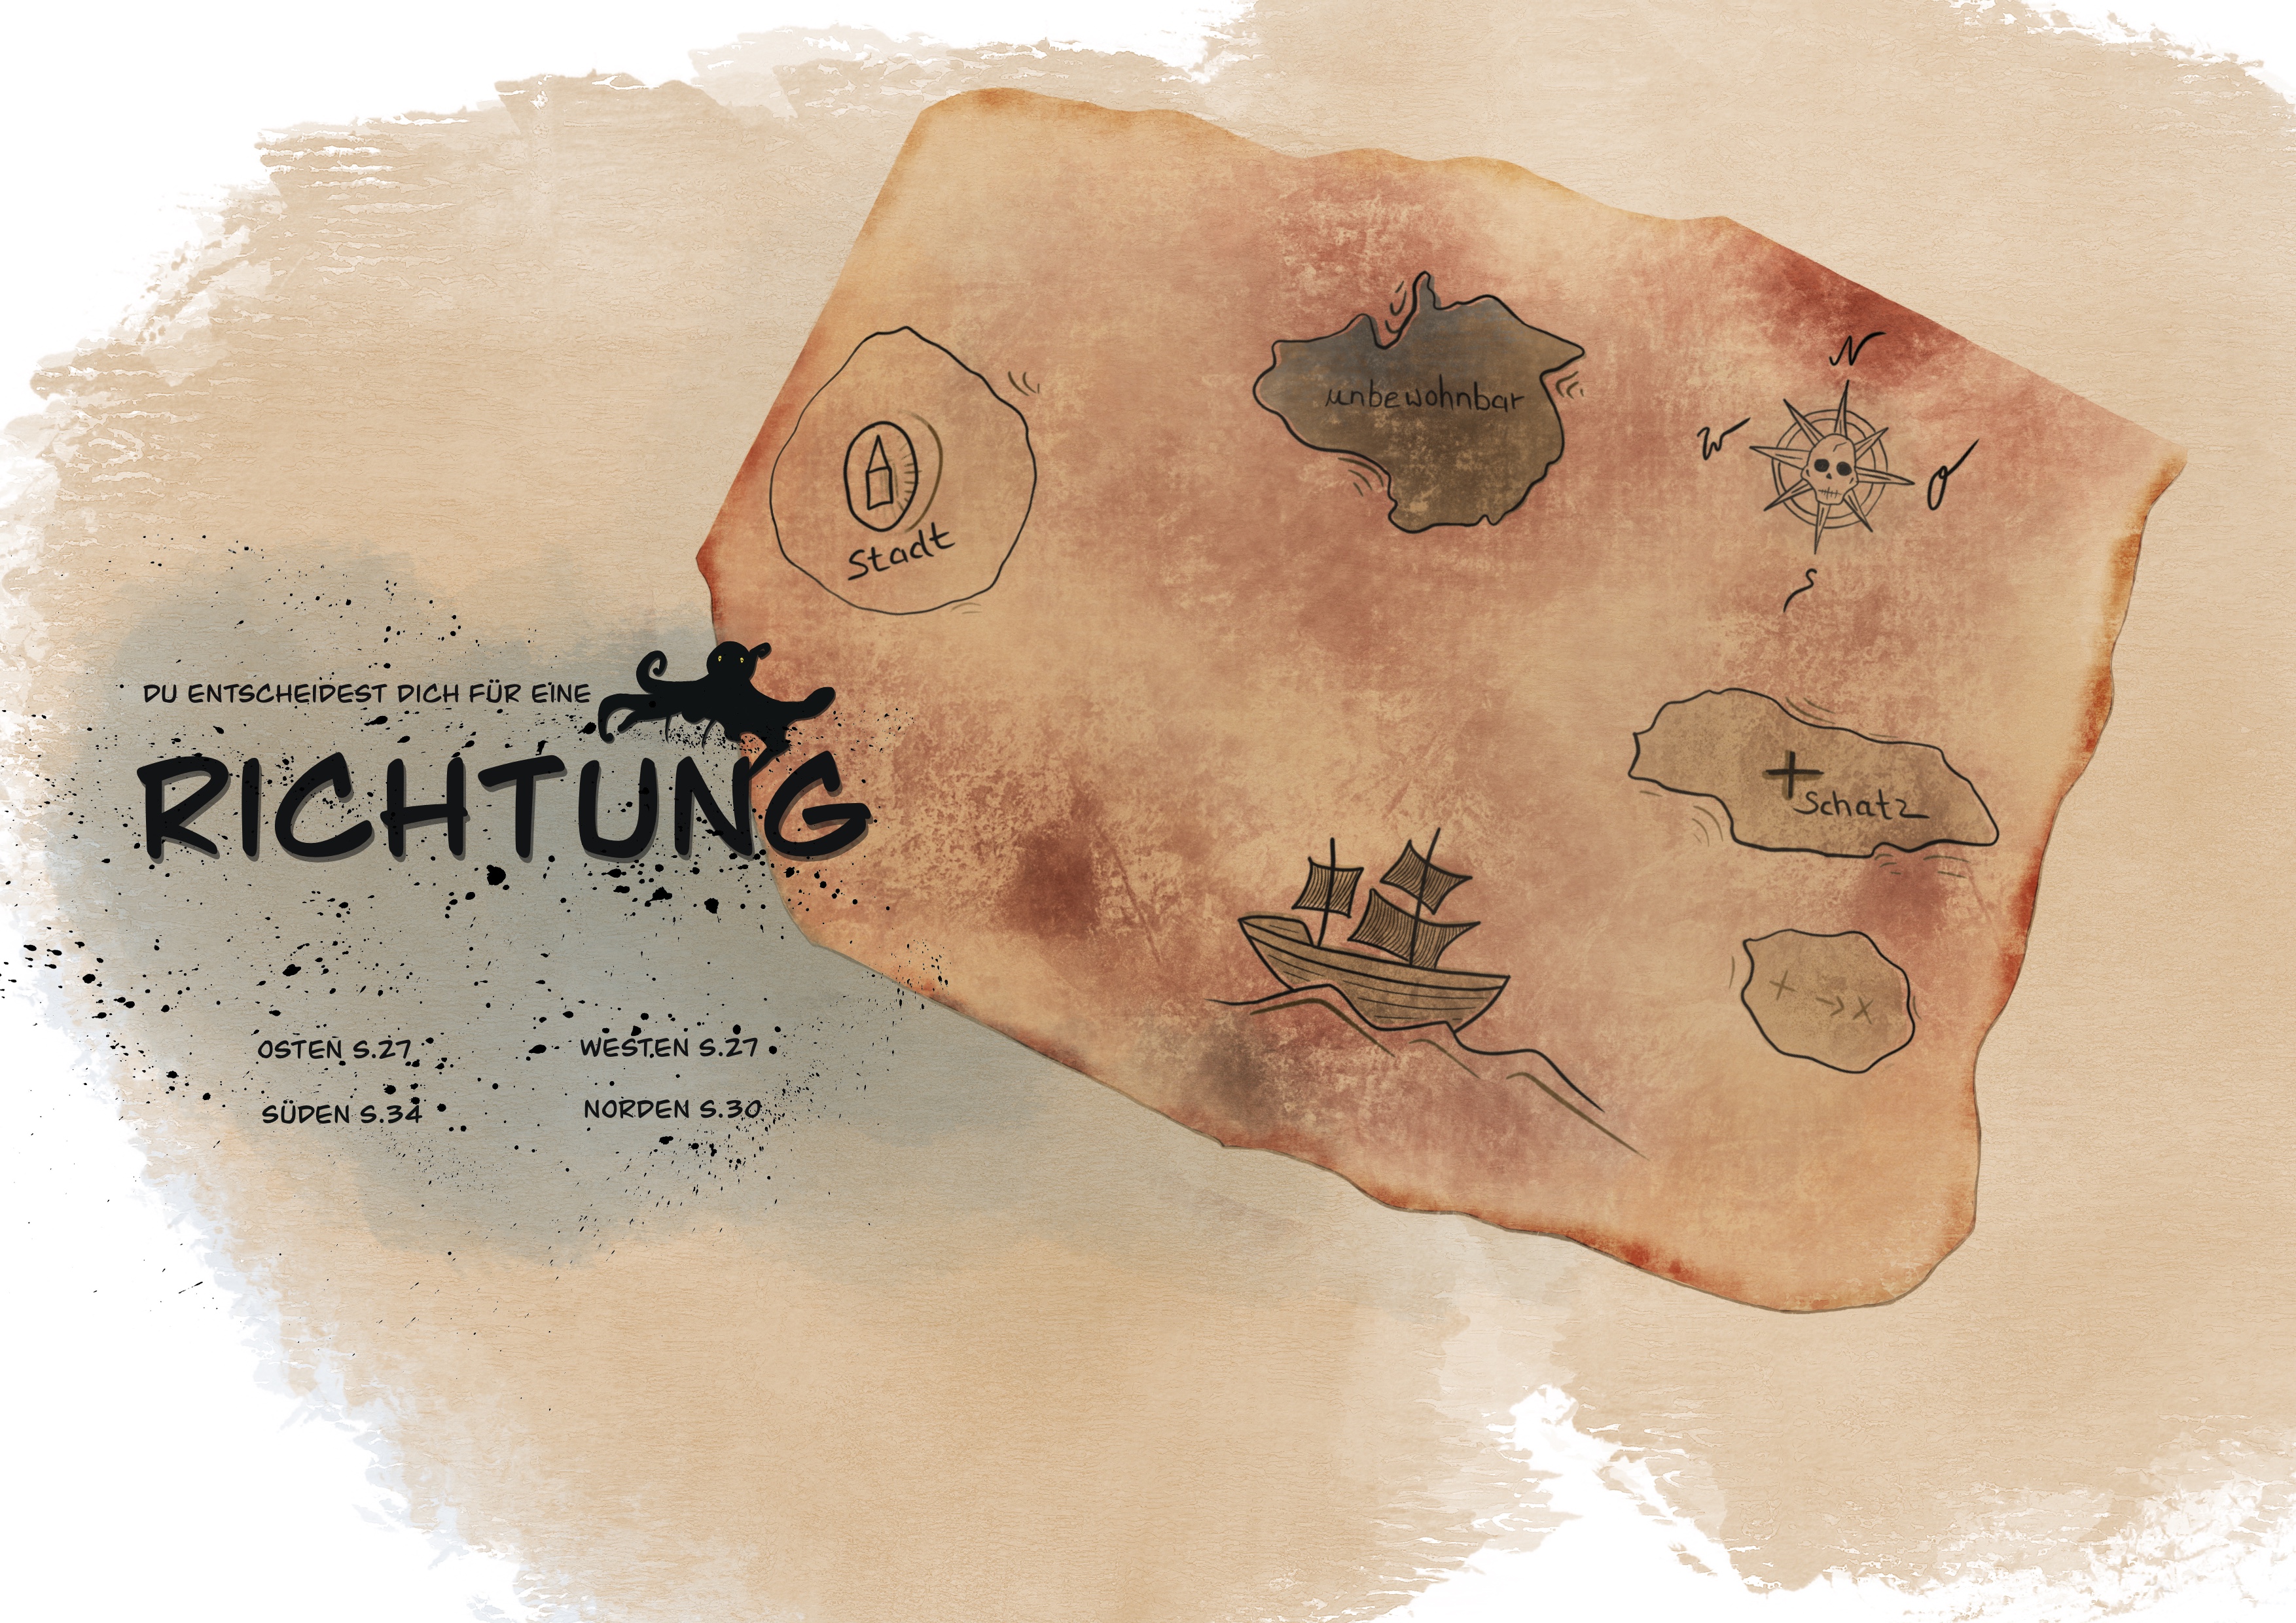 DU ENTSCHEIDEST DICH FÜR EINE
RICHTUNG
OSTEN S.27
WESTEN S.27
SÜDEN S.34
NORDEN S.30
Stadt
unbewohnbar
N
W
O
S
+ Schatz
x → x